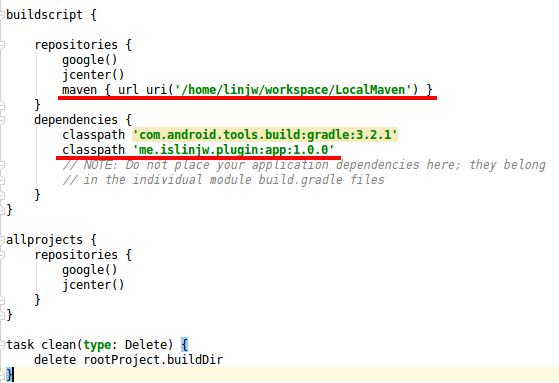 buildscript {
repositories {
google()
jcenter()
maven { url uri('/home/linjw/workspace/LocalMaven') }
}
dependencies {
classpath 'com.android.tools.build:gradle:3.2.1'
classpath 'me.islinjw.plugin:app:1.0.0'
// NOTE: Do not place your application dependencies here; they belong
// in the individual module build.gradle files
}
}
allprojects {
repositories {
google()
jcenter()
}
}
task clean(type: Delete) {
delete rootProject.buildDir
}